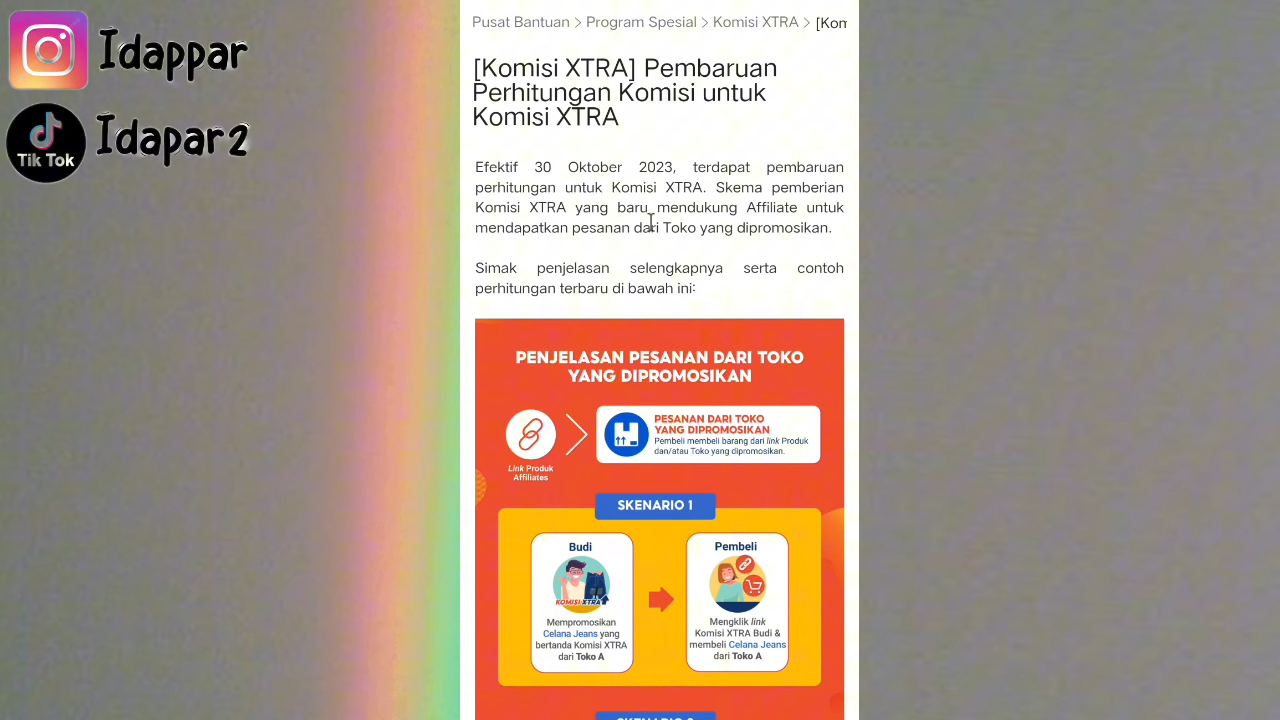 Idappar
Tik Tok
Idapar2
Pusat Bantuan > Program Spesial > Komisi XTRA > [Kom
[Komisi XTRA] Pembaruan
Perhitungan Komisi untuk
Komisi XTRA
Efektif 30 Oktober 2023, terdapat pembaruan
perhitungan untuk Komisi XTRA. Skema pemberian
Komisi XTRA yang baru mendukung Affiliate untuk
mendapatkan pesanan dari Toko yang dipromosikan.
Simak penjelasan selengkapnya serta contoh
perhitungan terbaru di bawah ini:
PENJELASAN PESANAN DARI TOKO
YANG DIPROMOSIKAN
Link Produk
Affiliates
PESANAN DARI TOKO
YANG DIPROMOSIKAN
Pembeli membeli barang dari link Produk
dan/atau Toko yang dipromosikan.
SKENARIO 1
Budi
KOMISI XTRA
Mempromosikan
Celana Jeans yang
bertanda Komisi XTRA
dari Toko A
Pembeli
Mengklik link
Komisi XTRA Budi &
membeli Celana Jeans
dari Toko A